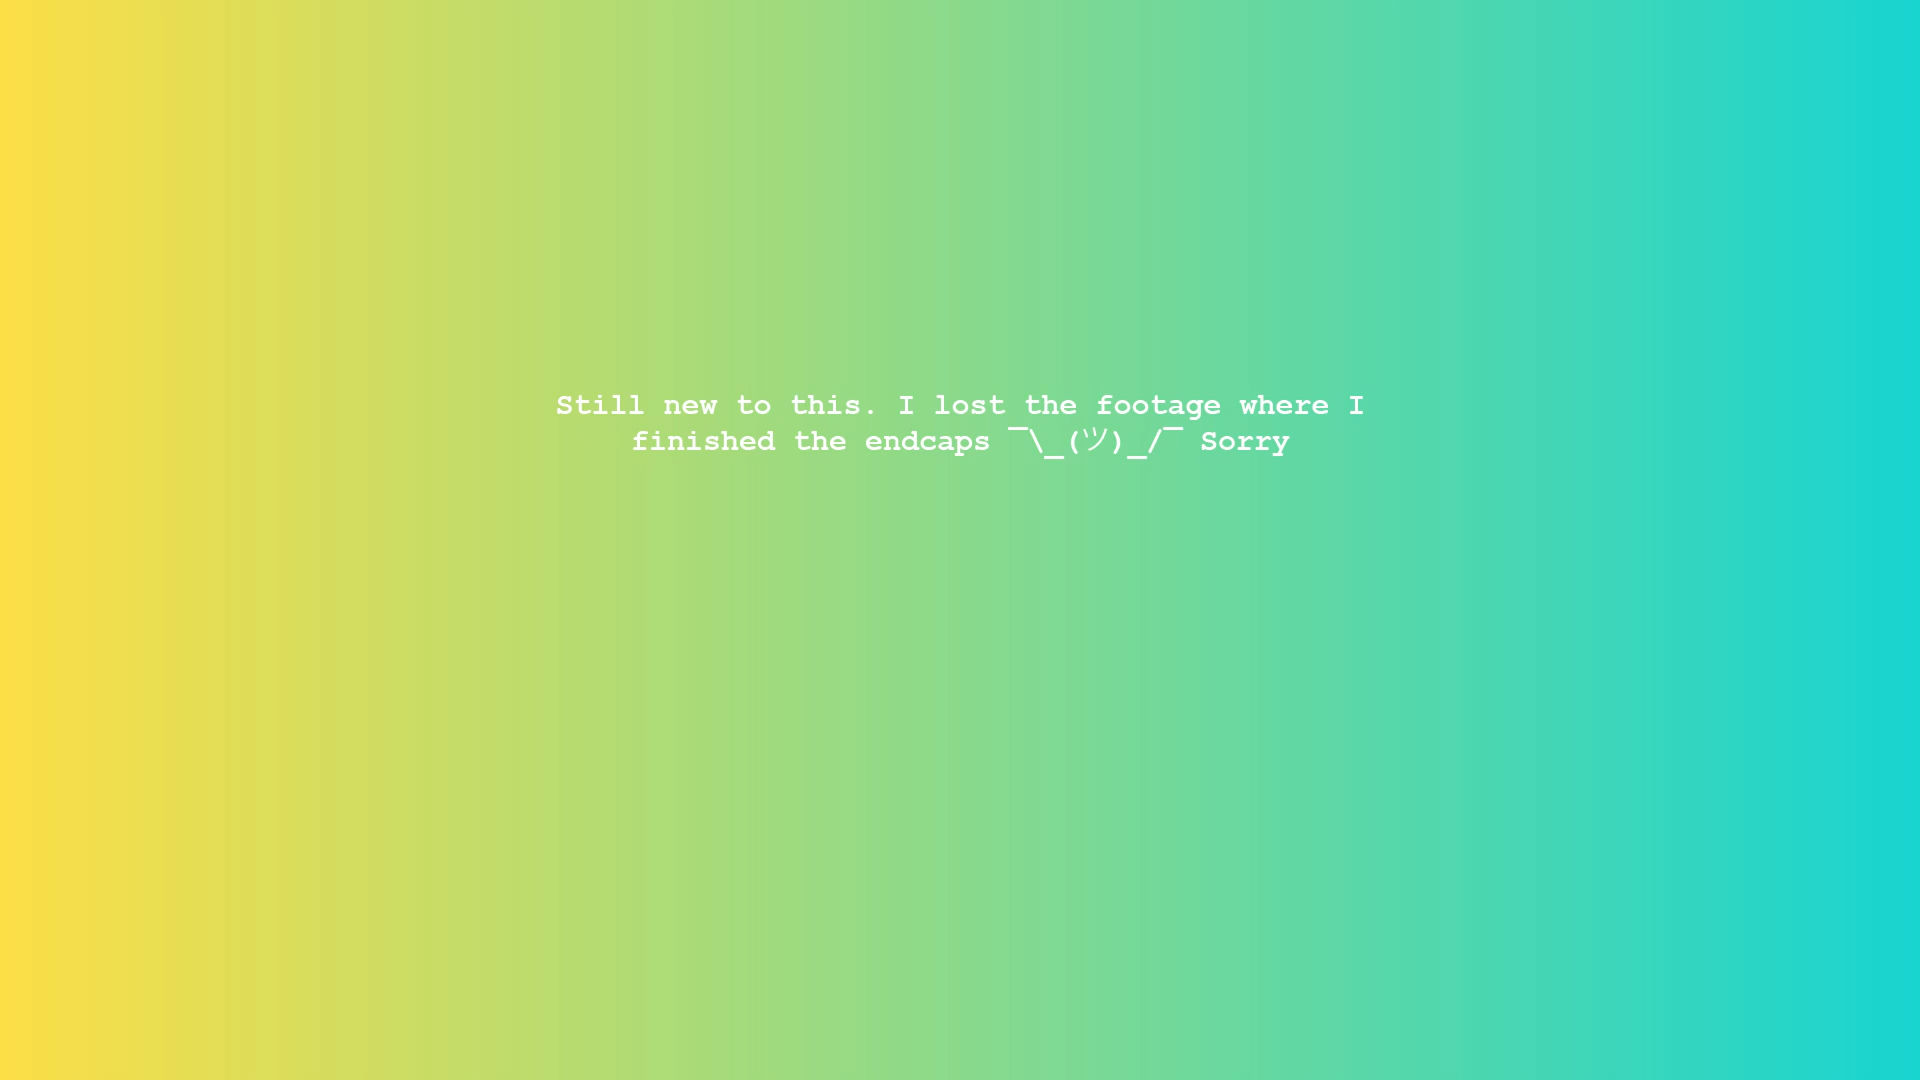 Still new to this. I lost the footage where I
finished the endcaps ¯\_(ツ)_/¯ Sorry